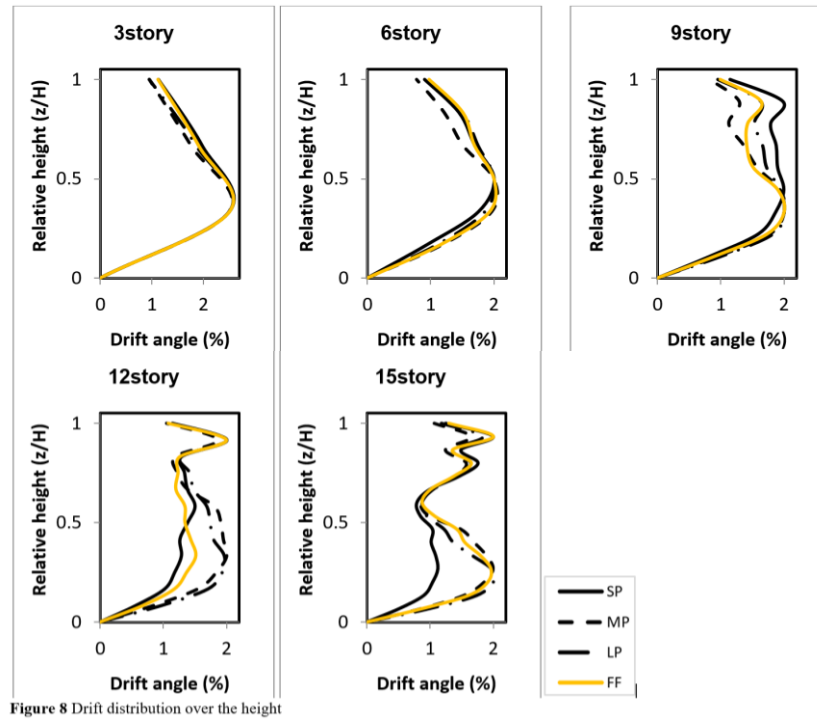 3story
Relative height (z/H)
1
0.5
0
0
1
2
Drift angle (%)
6story
Relative height (z/H)
1
0.5
0
0
1
2
Drift angle (%)
9story
Relative height (z/H)
1
0.5
0
0
1
2
Drift angle (%)
12story
Relative height (z/H)
1
0.5
0
0
1
2
Drift angle (%)
15story
Relative height (z/H)
1
0.5
0
0
1
2
Drift angle (%)
SP
MP
LP
FF
Figure 8 Drift distribution over the height